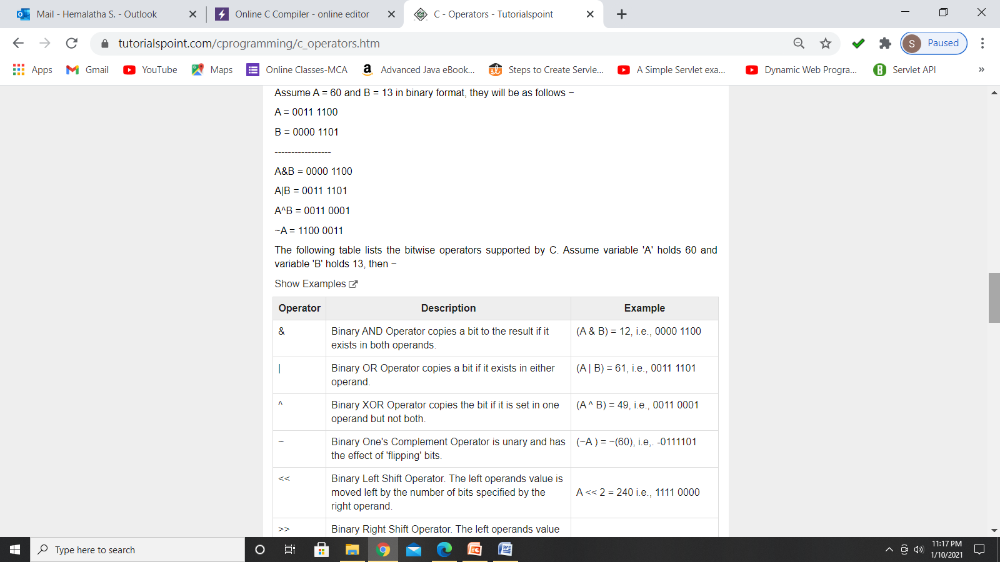 Mail - Hemalatha S. - Outlook
Online C Compiler - online editor
C - Operators - Tutorialspoint
tutorialspoint.com/cprogramming/c_operators.htm
S
Paused
Apps
Gmail
YouTube
Maps
Online Classes-MCA
Advanced Java eBook...
Steps to Create Servle...
A Simple Servlet exa...
Dynamic Web Progra...
Servlet API
»
Assume A = 60 and B = 13 in binary format, they will be as follows −
A = 0011 1100
B = 0000 1101
-----------------
A&B = 0000 1100
A|B = 0011 1101
A^B = 0011 0001
~A = 1100 0011
The following table lists the bitwise operators supported by C. Assume variable 'A' holds 60 and
variable 'B' holds 13, then −
Show Examples
Operator Description Example
& Binary AND Operator copies a bit to the result if it (A & B) = 12, i.e., 0000 1100
exists in both operands.
| Binary OR Operator copies a bit if it exists in either (A | B) = 61, i.e., 0011 1101
operand.
^ Binary XOR Operator copies the bit if it is set in one (A ^ B) = 49, i.e., 0011 0001
operand but not both.
~ Binary One's Complement Operator is unary and has (~A ) = ~(60), i.e,. -0111101
the effect of 'flipping' bits.
<< Binary Left Shift Operator. The left operands value is
moved left by the number of bits specified by the A << 2 = 240 i.e., 1111 0000
right operand.
>> Binary Right Shift Operator. The left operands value
Type here to search
11:17 PM
1/10/2021